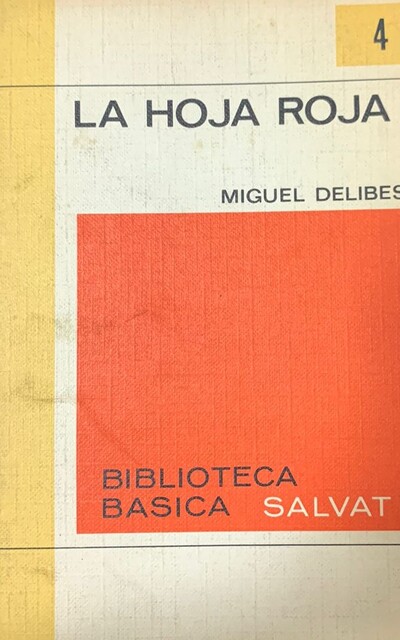 4
LA HOJA ROJA
MIGUEL DELIBES
BIBLIOTECA
BASICA SALVAT